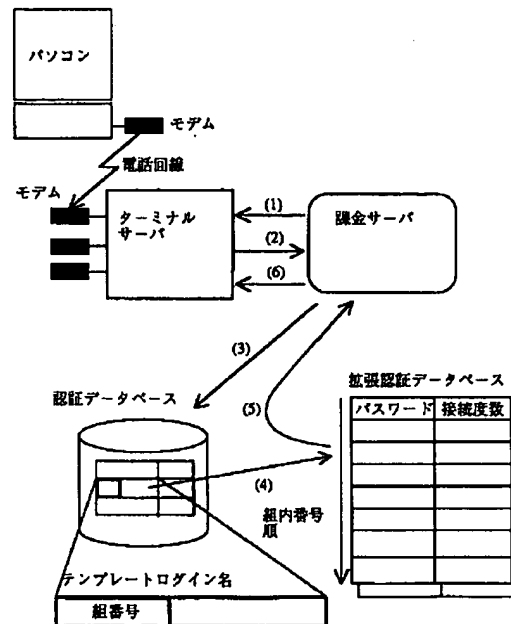 パソコン
モデム
電話回線
モデム
ターミナル
サーバ
(1)
(2)
(6)
課金サーバ
(3)
(5)
認証データベース
拡張認証データベース
パスワード 接続度数
(4)
組内番号
順
テンプレートログイン名
組番号